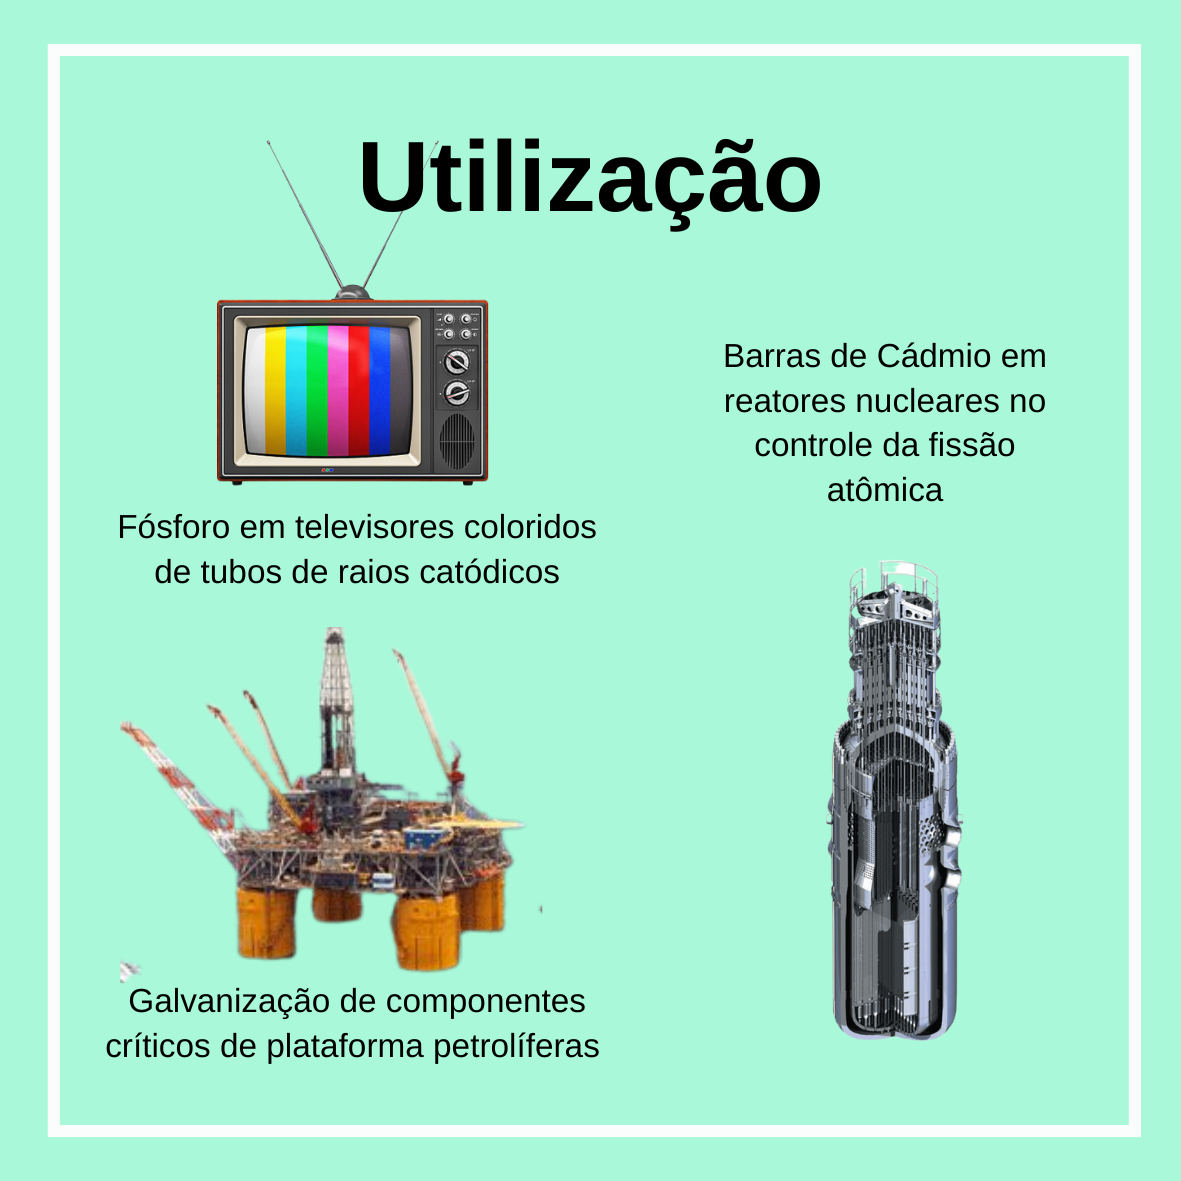 Utilização
Fósforo em televisores coloridos
de tubos de raios catódicos
Barras de Cádmio em
reatores nucleares no
controle da fissão
atômica
Galvanização de componentes
críticos de plataforma petrolíferas